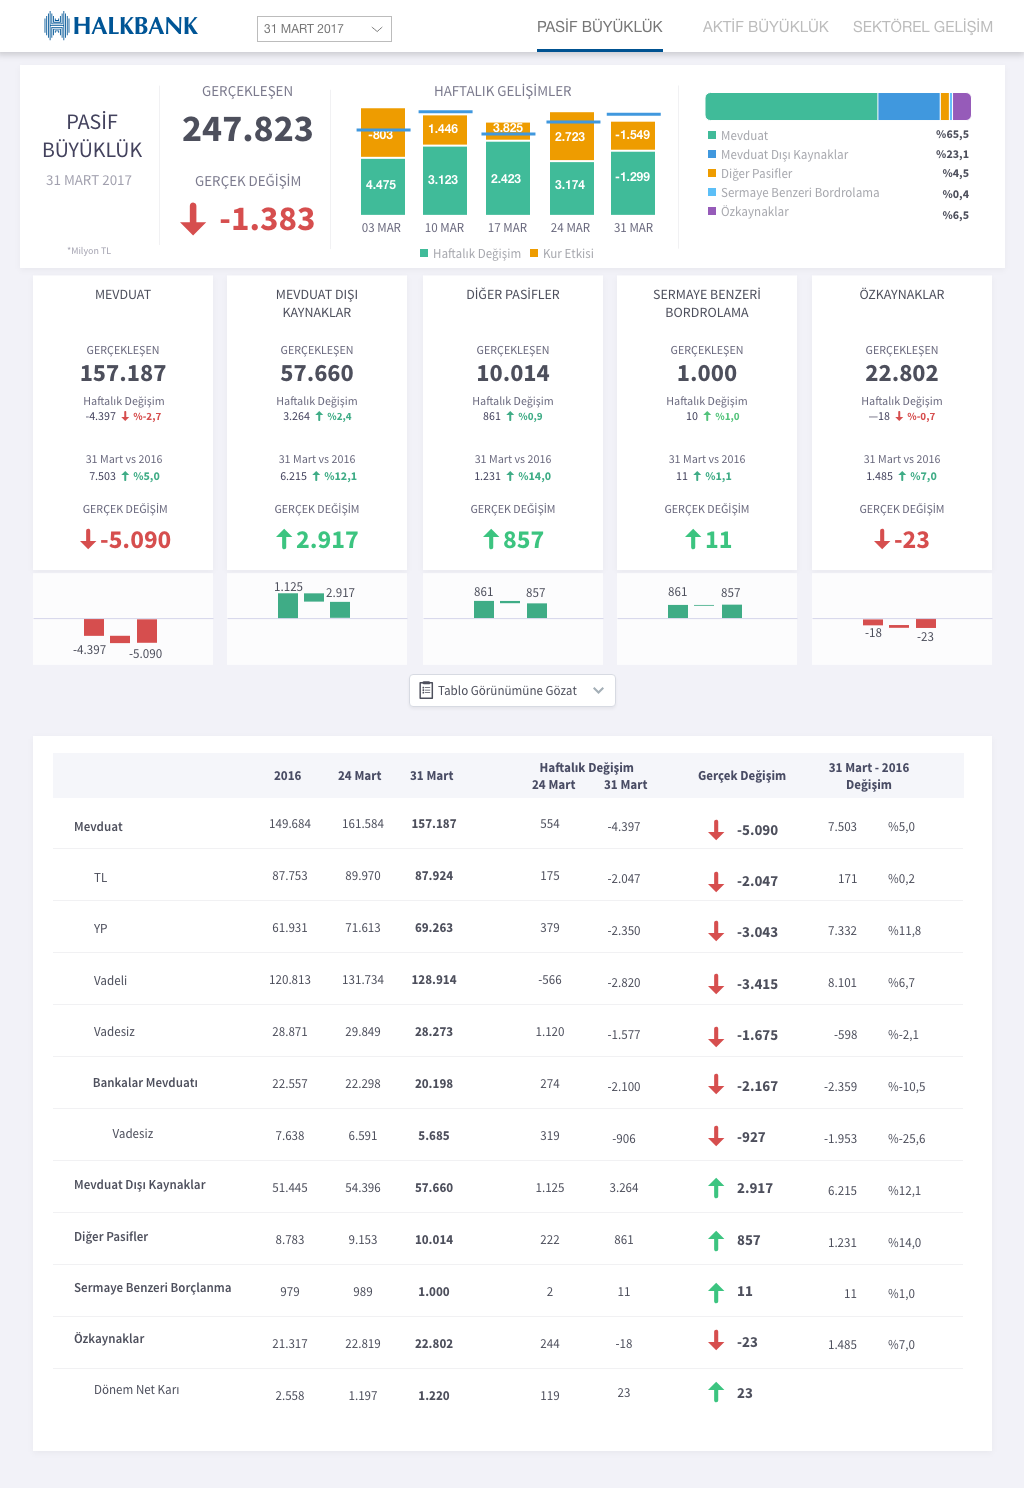 HALKBANK
31 MART 2017
PASİF BÜYÜKLÜK
AKTİF BÜYÜKLÜK
SEKTÖREL GELİŞİM
PASİF
BÜYÜKLÜK
31 MART 2017
*Milyon TL
GERÇEKLEŞEN
247.823
GERÇEK DEĞİŞİM
-1.383
HAFTALIK GELİŞİMLER
-803 1.446 3.825 2.723 -1.549
4.475 3.123 2.423 3.174 -1.299
03 MAR 10 MAR 17 MAR 24 MAR 31 MAR
Haftalık Değişim Kur Etkisi
Mevduat %65,5
Mevduat Dışı Kaynaklar %23,1
Diğer Pasifler %4,5
Sermaye Benzeri Bordrolama %0,4
Özkaynaklar %6,5
MEVDUAT
GERÇEKLEŞEN
157.187
Haftalık Değişim
-4.397 %-2,7
31 Mart vs 2016
7.503 %5,0
GERÇEK DEĞİŞİM
-5.090
-4.397 -5.090
MEVDUAT DIŞI
KAYNAKLAR
GERÇEKLEŞEN
57.660
Haftalık Değişim
3.264 %2,4
31 Mart vs 2016
6.215 %12,1
GERÇEK DEĞİŞİM
2.917
1.125 2.917
DİĞER PASİFLER
GERÇEKLEŞEN
10.014
Haftalık Değişim
861 %0,9
31 Mart vs 2016
1.231 %14,0
GERÇEK DEĞİŞİM
857
861 857
SERMAYE BENZERİ
BORDROLAMA
GERÇEKLEŞEN
1.000
Haftalık Değişim
10 %1,0
31 Mart vs 2016
11 %1,1
GERÇEK DEĞİŞİM
11
861 857
ÖZKAYNAKLAR
GERÇEKLEŞEN
22.802
Haftalık Değişim
—18 %-0,7
31 Mart vs 2016
1.485 %7,0
GERÇEK DEĞİŞİM
-23
-18 -23
Tablo Görünümüne Gözat
Haftalık Değişim 31 Mart - 2016
2016 24 Mart 31 Mart 24 Mart 31 Mart Gerçek Değişim Değişim
Mevduat 149.684 161.584 157.187 554 -4.397 -5.090 7.503 %5,0
TL 87.753 89.970 87.924 175 -2.047 -2.047 171 %0,2
YP 61.931 71.613 69.263 379 -2.350 -3.043 7.332 %11,8
Vadeli 120.813 131.734 128.914 -566 -2.820 -3.415 8.101 %6,7
Vadesiz 28.871 29.849 28.273 1.120 -1.577 -1.675 -598 %-2,1
Bankalar Mevduatı 22.557 22.298 20.198 274 -2.100 -2.167 -2.359 %-10,5
Vadesiz 7.638 6.591 5.685 319 -906 -927 -1.953 %-25,6
Mevduat Dışı Kaynaklar 51.445 54.396 57.660 1.125 3.264 2.917 6.215 %12,1
Diğer Pasifler 8.783 9.153 10.014 222 861 857 1.231 %14,0
Sermaye Benzeri Borçlanma 979 989 1.000 2 11 11 11 %1,0
Özkaynaklar 21.317 22.819 22.802 244 -18 -23 1.485 %7,0
Dönem Net Karı 2.558 1.197 1.220 119 23 23